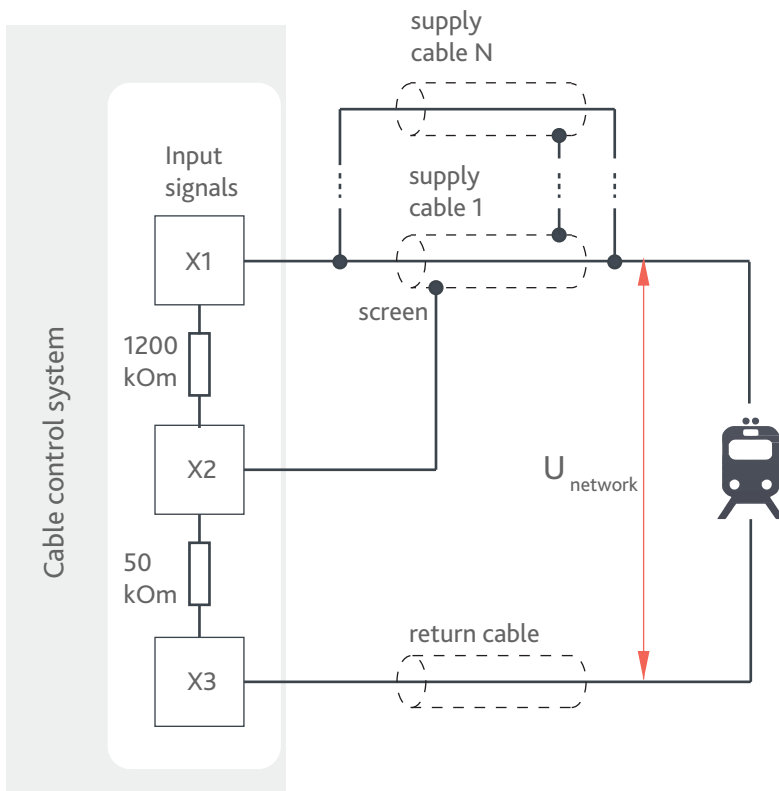 supply
cable N
Input
signals
supply
cable 1
X1
screen
1200
kOm
Cable control system
X2
U network
50
kOm
return cable
X3